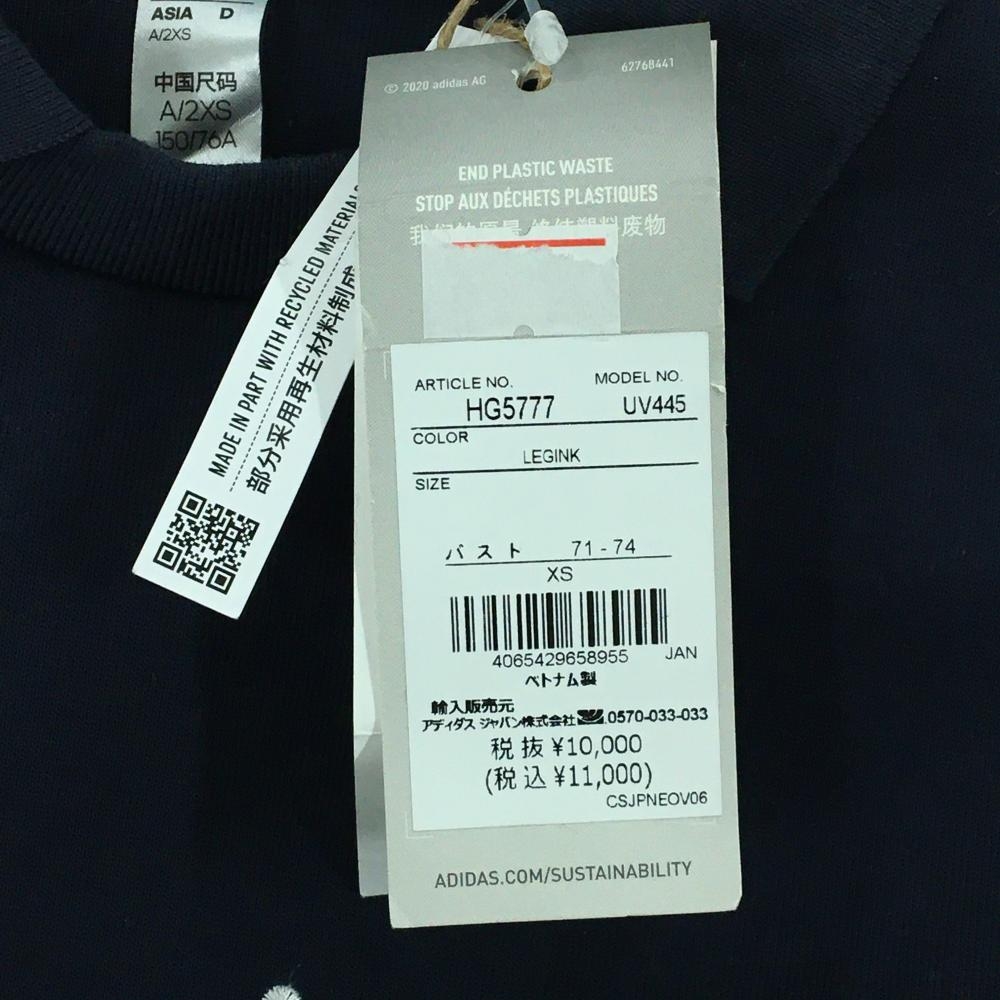 ASIA D
A/2XS
中国尺码
A/2XS
150/76A
© 2020 adidas AG
62768441
END PLASTIC WASTE
STOP AUX DÉCHETS PLASTIQUES
废物
MADE IN PART WITH RECYCLED MATERIALS
部分采用再生材料制成
ARTICLE NO. MODEL NO.
HG5777 UV445
COLOR
LEGINK
SIZE
バスト 71-74
XS
4065429658955 JAN
ベトナム製
輸入販売元
アディダス ジャパン株式会社 0570-033-033
税抜 ¥10,000
(税込 ¥11,000)
CSJPNEOV06
ADIDAS.COM/SUSTAINABILITY